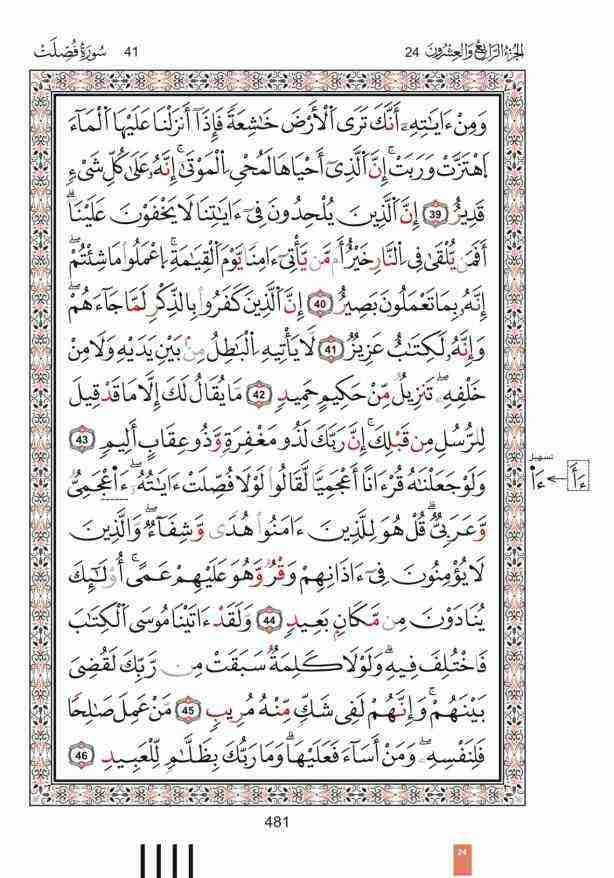 الجزء الرابع والعشرون 24
41 سورة فصلت
وَمِنْ ءَايَٰتِهِۦٓ أَنَّكَ تَرَى ٱلْأَرْضَ خَٰشِعَةً فَإِذَآ أَنزَلْنَا عَلَيْهَا ٱلْمَآءَ
ٱهْتَزَّتْ وَرَبَتْ ۚ إِنَّ ٱلَّذِىٓ أَحْيَاهَا لَمُحْىِ ٱلْمَوْتَىٰٓ ۚ إِنَّهُۥ عَلَىٰ كُلِّ شَىْءٍ
قَدِيرٌ 39 إِنَّ ٱلَّذِينَ يُلْحِدُونَ فِىٓ ءَايَٰتِنَا لَا يَخْفَوْنَ عَلَيْنَآ ۗ
أَفَمَن يُلْقَىٰ فِى ٱلنَّارِ خَيْرٌ أَم مَّن يَأْتِىٓ ءَامِنًا يَوْمَ ٱلْقِيَٰمَةِ ۚ ٱعْمَلُوا۟ مَا شِئْتُمْ ۖ
إِنَّهُۥ بِمَا تَعْمَلُونَ بَصِيرٌ 40 إِنَّ ٱلَّذِينَ كَفَرُوا۟ بِٱلذِّكْرِ لَمَّا جَآءَهُمْ ۖ
وَإِنَّهُۥ لَكِتَٰبٌ عَزِيزٌ 41 لَّا يَأْتِيهِ ٱلْبَٰطِلُ مِنۢ بَيْنِ يَدَيْهِ وَلَا مِنْ
خَلْفِهِۦ ۖ تَنزِيلٌ مِّنْ حَكِيمٍ حَمِيدٍ 42 مَّا يُقَالُ لَكَ إِلَّا مَا قَدْ قِيلَ
لِلرُّسُلِ مِن قَبْلِكَ ۚ إِنَّ رَبَّكَ لَذُو مَغْفِرَةٍ وَذُو عِقَابٍ أَلِيمٍ 43
وَلَوْ جَعَلْنَٰهُ قُرْءَانًا أَعْجَمِيًّا لَّقَالُوا۟ لَوْلَا فُصِّلَتْ ءَايَٰتُهُۥٓ ۖ ءَا۬عْجَمِىٌّ
وَعَرَبِىٌّ ۗ قُلْ هُوَ لِلَّذِينَ ءَامَنُوا۟ هُدًى وَشِفَآءٌ ۖ وَٱلَّذِينَ
لَا يُؤْمِنُونَ فِىٓ ءَاذَانِهِمْ وَقْرٌ وَهُوَ عَلَيْهِمْ عَمًى ۚ أُو۟لَٰٓئِكَ
يُنَادَوْنَ مِن مَّكَانٍۭ بَعِيدٍ 44 وَلَقَدْ ءَاتَيْنَا مُوسَى ٱلْكِتَٰبَ
فَٱخْتُلِفَ فِيهِ ۗ وَلَوْلَا كَلِمَةٌ سَبَقَتْ مِن رَّبِّكَ لَقُضِىَ
بَيْنَهُمْ ۚ وَإِنَّهُمْ لَفِى شَكٍّ مِّنْهُ مُرِيبٍ 45 مَّنْ عَمِلَ صَٰلِحًا
فَلِنَفْسِهِۦ ۖ وَمَنْ أَسَآءَ فَعَلَيْهَا ۗ وَمَا رَبُّكَ بِظَلَّٰمٍ لِّلْعَبِيدِ 46
تسهيل
ءَأَ ← ءَا۬
481
24